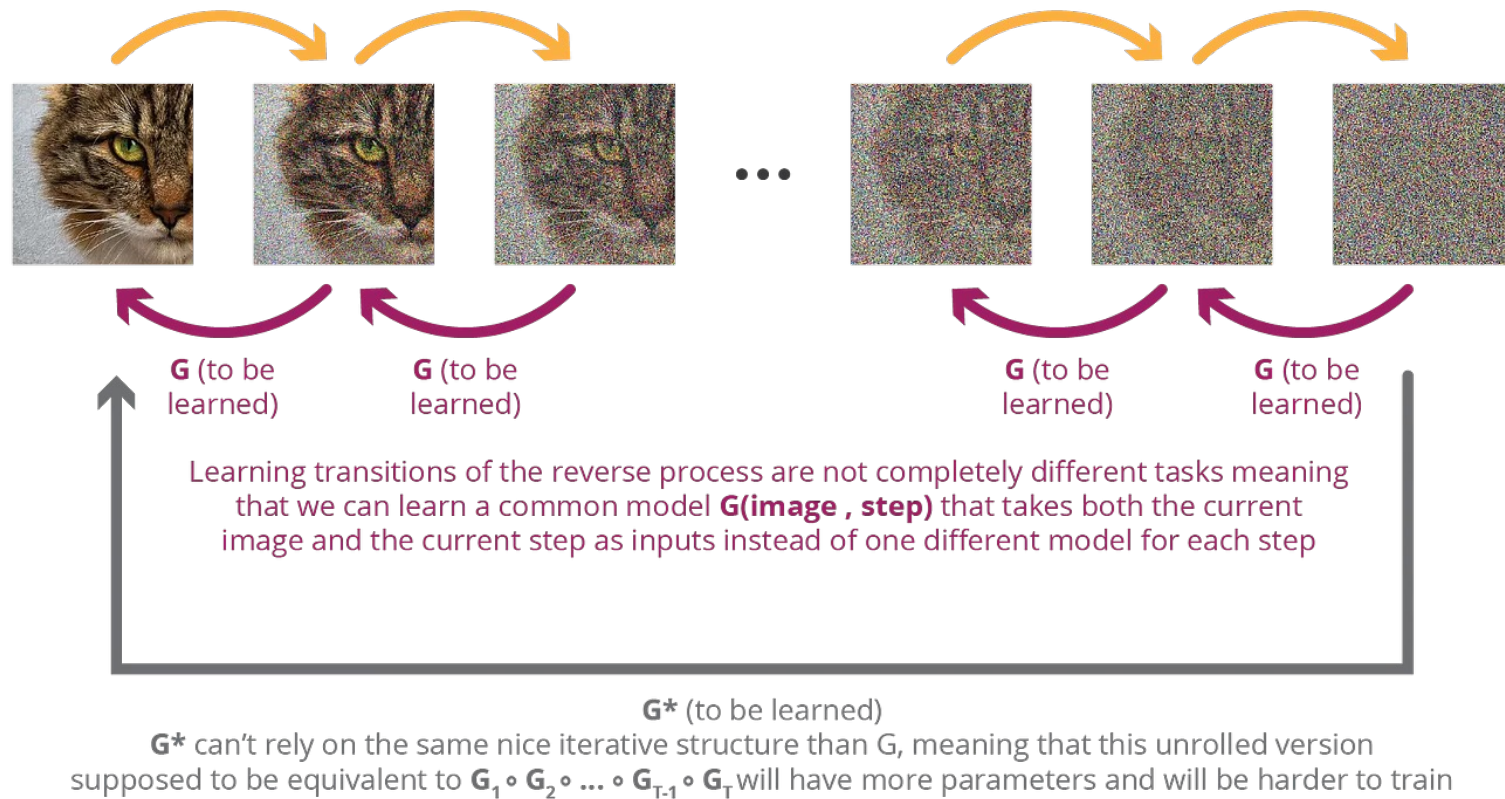 G (to be
learned)
G (to be
learned)
G (to be
learned)
G (to be
learned)
Learning transitions of the reverse process are not completely different tasks meaning
that we can learn a common model G(image , step) that takes both the current
image and the current step as inputs instead of one different model for each step
G* (to be learned)
G* can’t rely on the same nice iterative structure than G, meaning that this unrolled version
supposed to be equivalent to G₁∘ G₂∘ ... ∘ G_T-1∘ G_T will have more parameters and will be harder to train